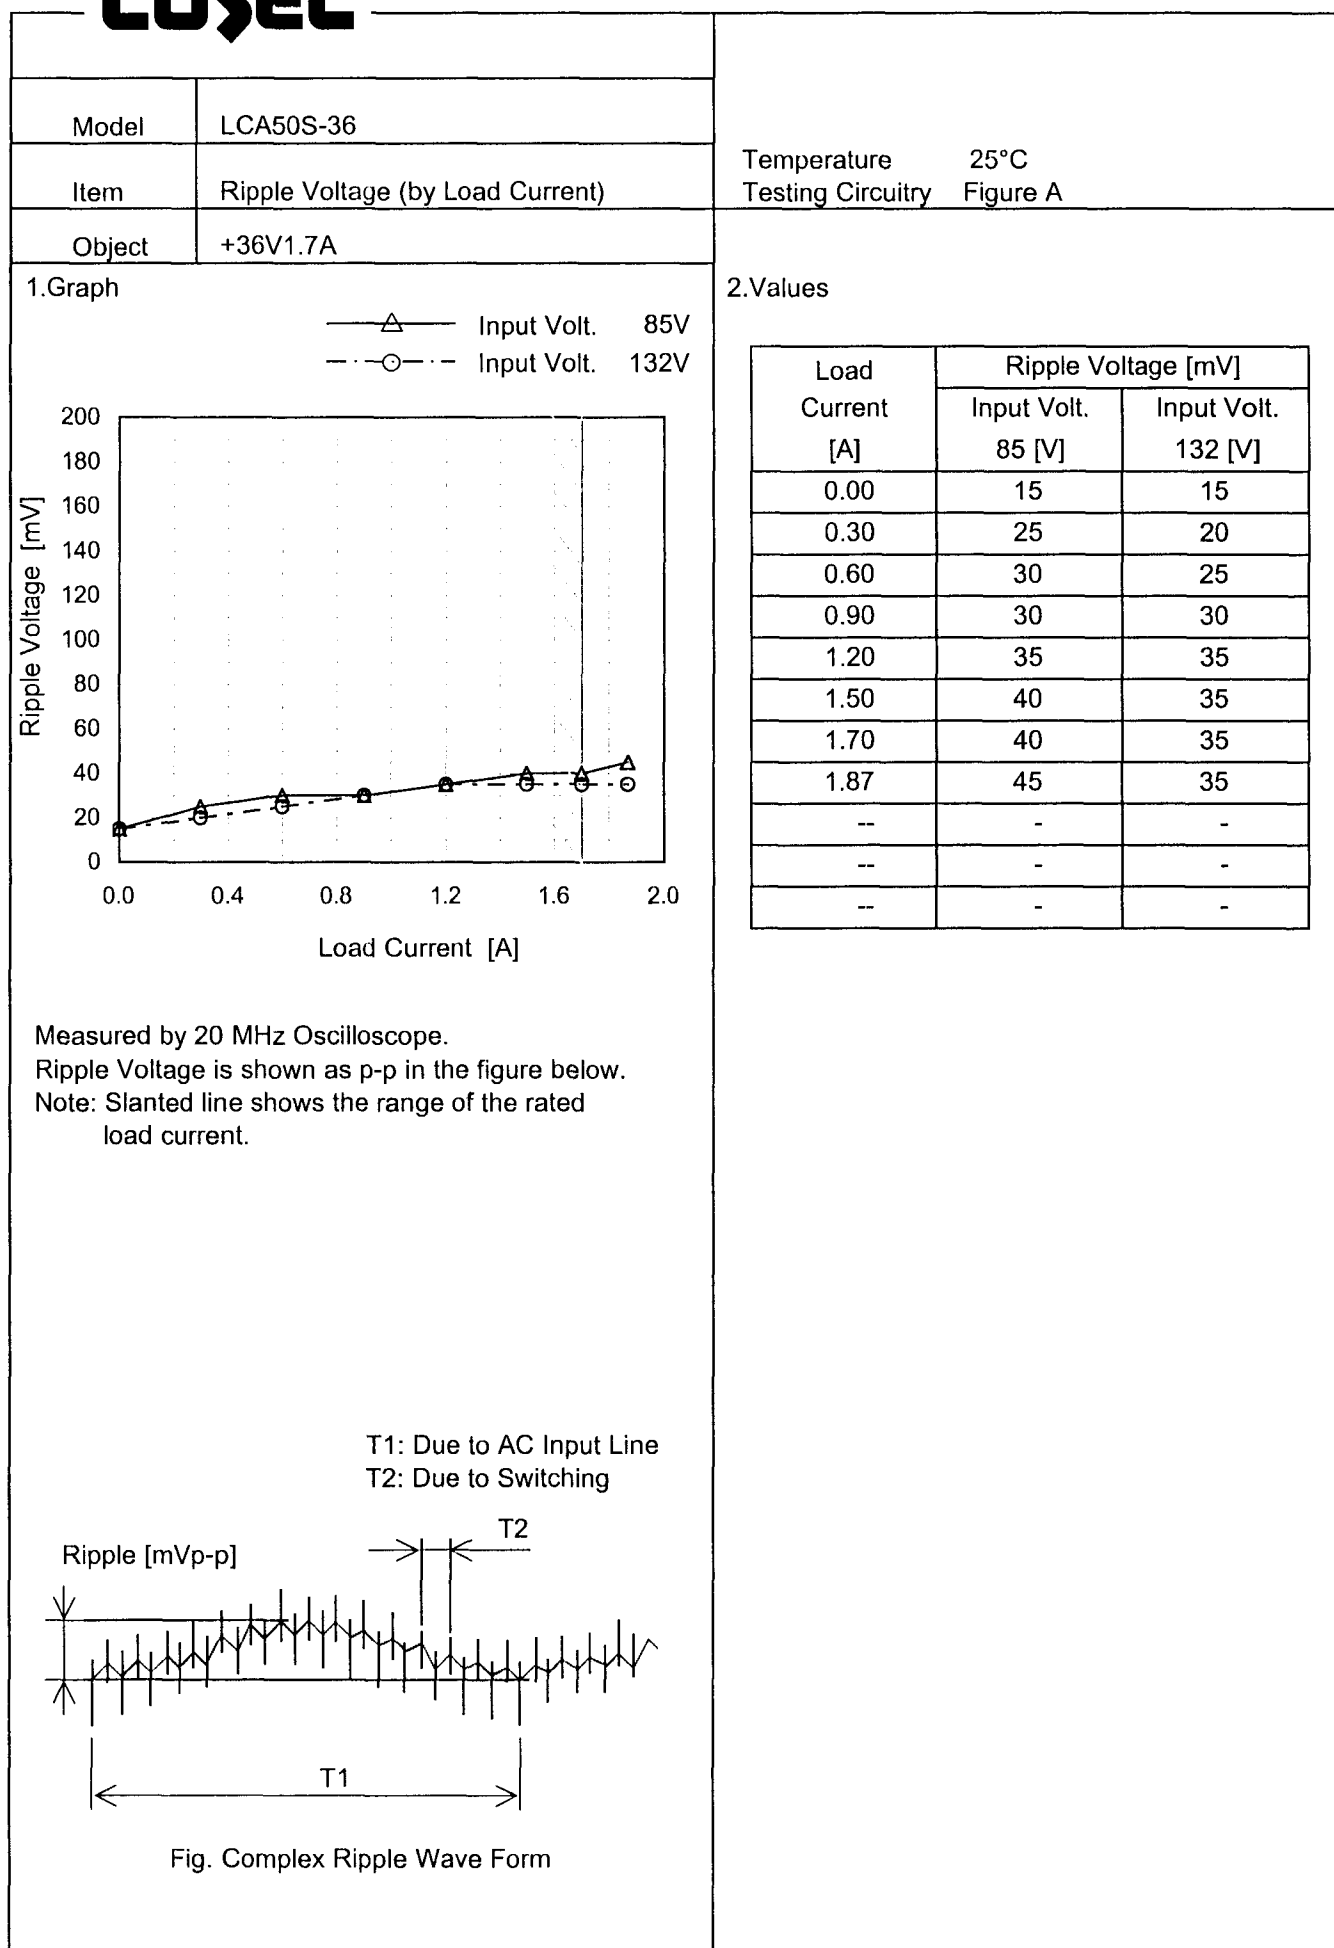 COSEL
Model LCA50S-36
Item Ripple Voltage (by Load Current)
Object +36V1.7A
Temperature 25°C
Testing Circuitry Figure A
1.Graph
Input Volt. 85V
Input Volt. 132V
200
180
160
140
120
100
80
60
40
20
0
Ripple Voltage [mV]
0.0 0.4 0.8 1.2 1.6 2.0
Load Current [A]
Measured by 20 MHz Oscilloscope.
Ripple Voltage is shown as p-p in the figure below.
Note: Slanted line shows the range of the rated
load current.
T1: Due to AC Input Line
T2: Due to Switching
T2
Ripple [mVp-p]
T1
Fig. Complex Ripple Wave Form
2.Values
Load Ripple Voltage [mV]
Current Input Volt. Input Volt.
[A] 85 [V] 132 [V]
0.00 15 15
0.30 25 20
0.60 30 25
0.90 30 30
1.20 35 35
1.50 40 35
1.70 40 35
1.87 45 35
-- - -
-- - -
-- - -